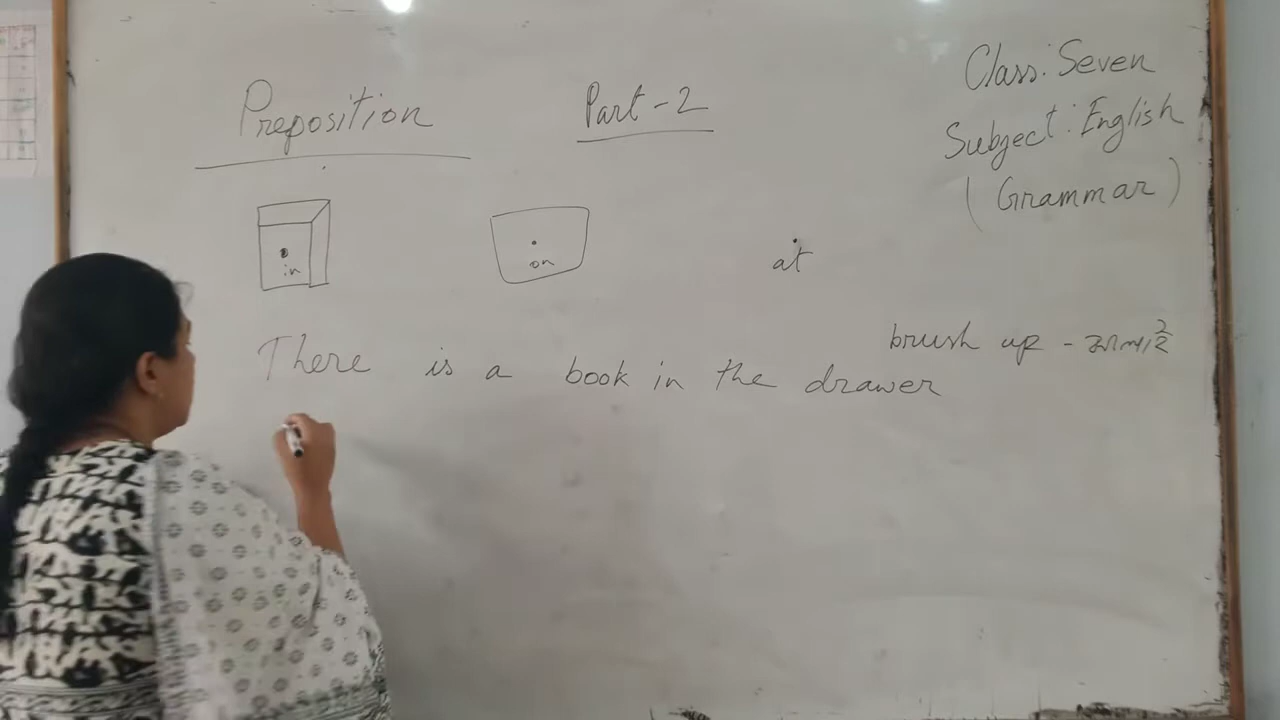 Preposition Part-2
Class: Seven
Subject: English
(Grammar)
in on at
brush up - ঝালাই
There is a book in the drawer